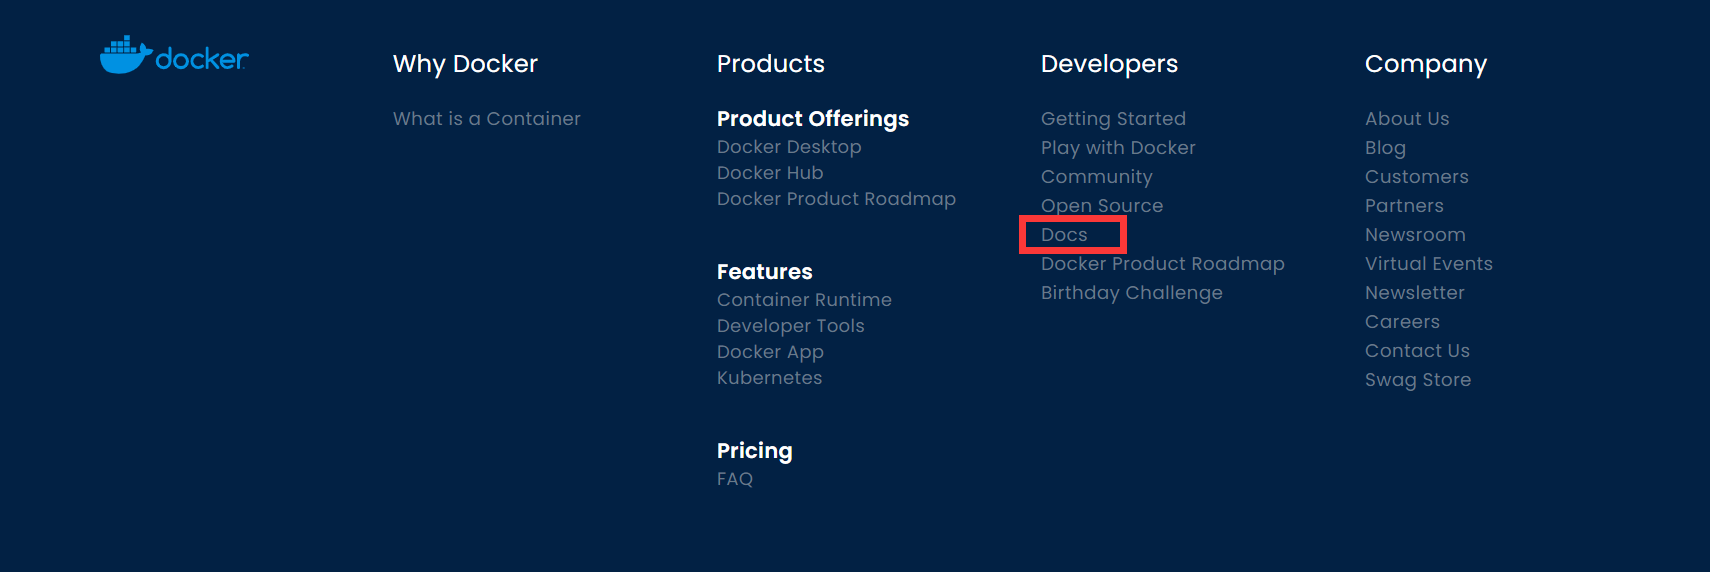 docker
Why Docker
What is a Container
Products
Product Offerings
Docker Desktop
Docker Hub
Docker Product Roadmap
Features
Container Runtime
Developer Tools
Docker App
Kubernetes
Pricing
FAQ
Developers
Getting Started
Play with Docker
Community
Open Source
Docs
Docker Product Roadmap
Birthday Challenge
Company
About Us
Blog
Customers
Partners
Newsroom
Virtual Events
Newsletter
Careers
Contact Us
Swag Store